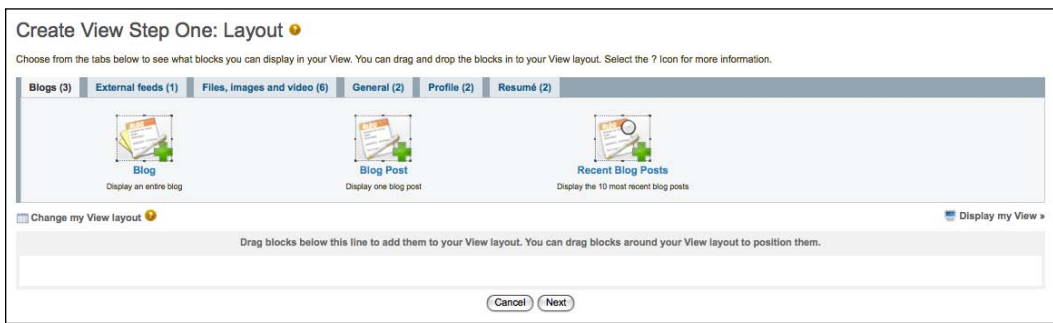 Create View Step One: Layout
Choose from the tabs below to see what blocks you can display in your View. You can drag and drop the blocks in to your View layout. Select the ? Icon for more information.
Blogs (3) External feeds (1) Files, images and video (6) General (2) Profile (2) Resumé (2)
Blog Blog Post Recent Blog Posts
Display an entire blog Display one blog post Display the 10 most recent blog posts
Change my View layout Display my View »
Drag blocks below this line to add them to your View layout. You can drag blocks around your View layout to position them.
Cancel Next